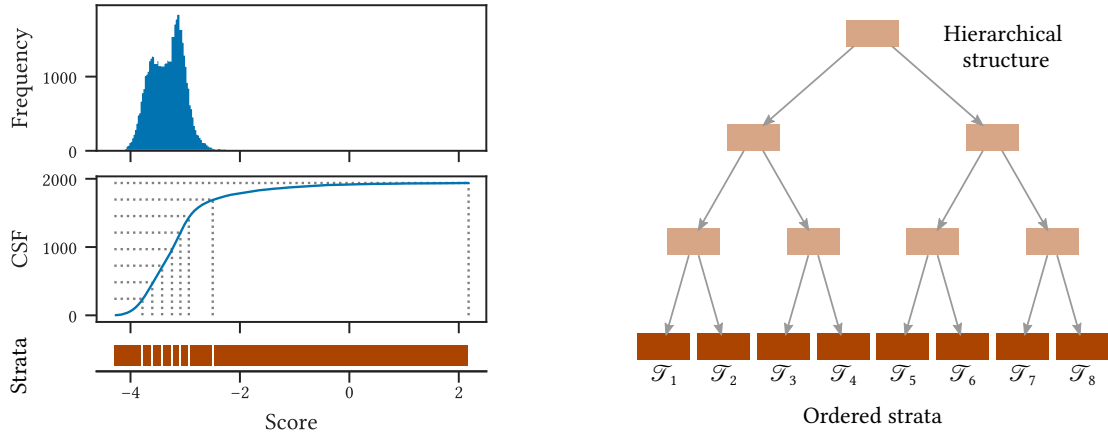 Frequency
1000
0
CSF
2000
1000
0
Strata
−4
−2
0
2
Score
Hierarchical
structure
𝒯1 𝒯2 𝒯3 𝒯4 𝒯5 𝒯6 𝒯7 𝒯8
Ordered strata